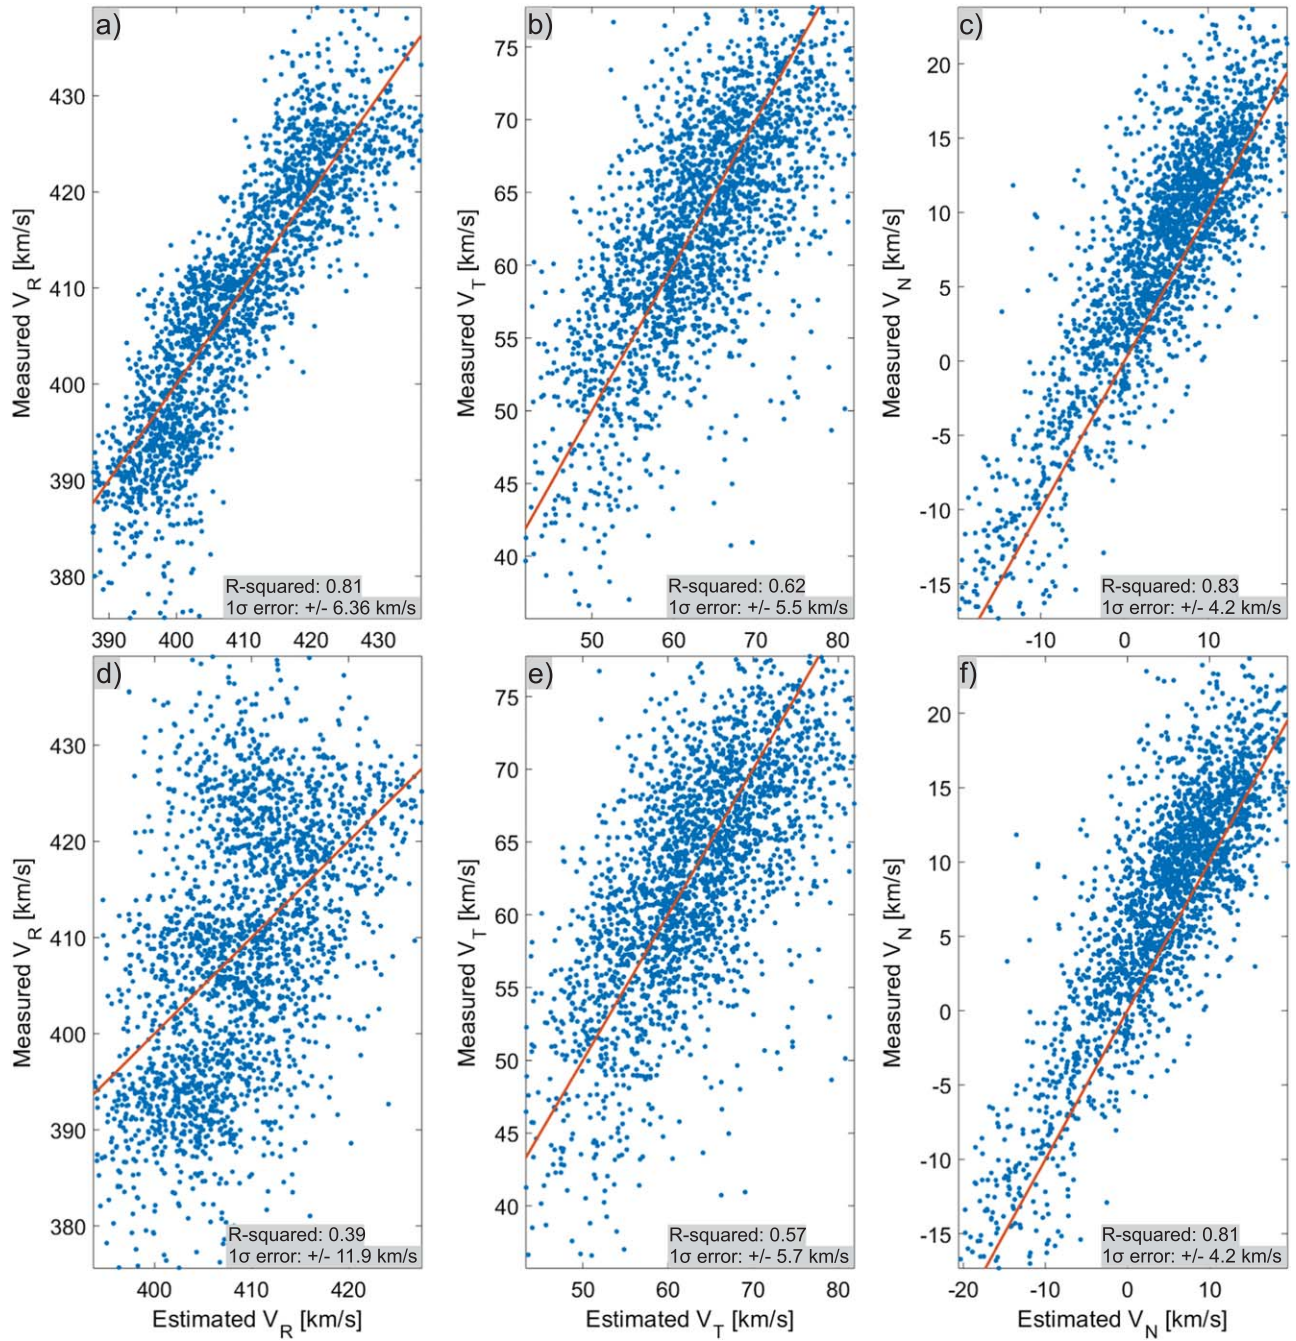 a)
Measured V_R [km/s]
430
420
410
400
390
380
390 400 410 420 430
R-squared: 0.81
1σ error: +/- 6.36 km/s
b)
Measured V_T [km/s]
75
70
65
60
55
50
45
40
50 60 70 80
R-squared: 0.62
1σ error: +/- 5.5 km/s
c)
Measured V_N [km/s]
20
15
10
5
0
-5
-10
-15
-10 0 10
R-squared: 0.83
1σ error: +/- 4.2 km/s
d)
Measured V_R [km/s]
430
420
410
400
390
380
400 410 420
R-squared: 0.39
1σ error: +/- 11.9 km/s
Estimated V_R [km/s]
e)
Measured V_T [km/s]
75
70
65
60
55
50
45
40
50 60 70 80
R-squared: 0.57
1σ error: +/- 5.7 km/s
Estimated V_T [km/s]
f)
Measured V_N [km/s]
20
15
10
5
0
-5
-10
-15
-20 -10 0 10
R-squared: 0.81
1σ error: +/- 4.2 km/s
Estimated V_N [km/s]